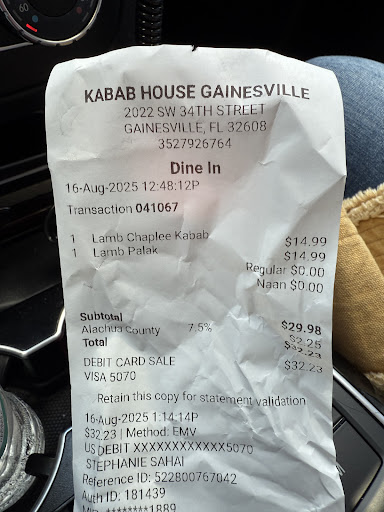 60
KABAB HOUSE GAINESVILLE
2022 SW 34TH STREET
GAINESVILLE, FL 32608
3527926764
Dine In
16-Aug-2025 12:48:12P
Transaction 041067
1 Lamb Chaplee Kabab $14.99
1 Lamb Palak $14.99
Regular $0.00
Naan $0.00
Subtotal $29.98
Alachua County 7.5% $2.25
Total $32.23
DEBIT CARD SALE $32.23
VISA 5070
Retain this copy for statement validation
16-Aug-2025 1:14:14P
$32.23 | Method: EMV
US DEBIT XXXXXXXXXXXX5070
STEPHANIE SAHAI
Reference ID: 522800767042
Auth ID: 181439
********1889